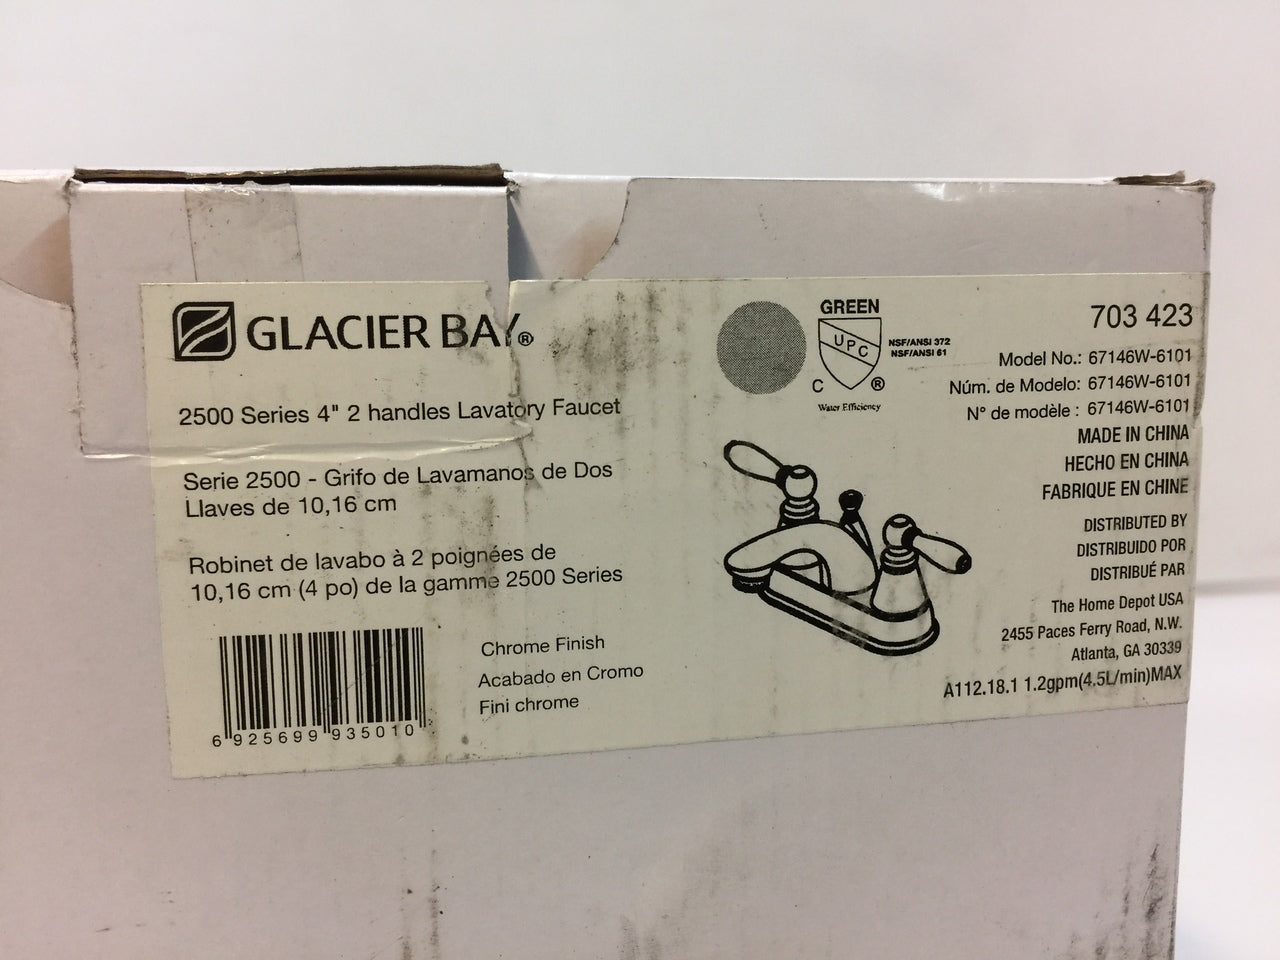 GLACIER BAY®
2500 Series 4" 2 handles Lavatory Faucet
Serie 2500 - Grifo de Lavamanos de Dos
Llaves de 10,16 cm
Robinet de lavabo à 2 poignées de
10,16 cm (4 po) de la gamme 2500 Series
6 925699 935010
Chrome Finish
Acabado en Cromo
Fini chrome
GREEN
UPC
C ®
NSF/ANSI 372
NSF/ANSI 61
Water Efficiency
703 423
Model No.: 67146W-6101
Núm. de Modelo: 67146W-6101
N° de modèle : 67146W-6101
MADE IN CHINA
HECHO EN CHINA
FABRIQUE EN CHINE
DISTRIBUTED BY
DISTRIBUIDO POR
DISTRIBUÉ PAR
The Home Depot USA
2455 Paces Ferry Road, N.W.
Atlanta, GA 30339
A112.18.1 1.2gpm(4.5L/min)MAX